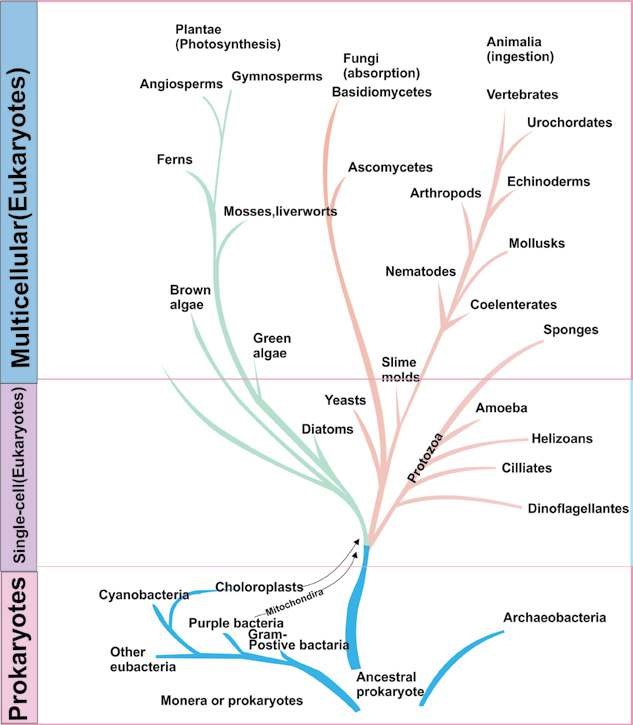 Multicellular(Eukaryotes)
Plantae
(Photosynthesis)
Fungi
(absorption)
Animalia
(ingestion)
Angiosperms
Gymnosperms
Basidiomycetes
Vertebrates
Urochordates
Ferns
Ascomycetes
Arthropods
Echinoderms
Mosses,liverworts
Mollusks
Nematodes
Brown
algae
Coelenterates
Green
algae
Sponges
Slime
molds
Single-cell(Eukaryotes)
Yeasts
Amoeba
Diatoms
Helizoans
Protozoa
Cilliates
Dinoflagellantes
Prokaryotes
Choloroplasts
Cyanobacteria
Mitochondira
Purple bacteria
Gram-
Postive bactaria
Archaeobacteria
Other
eubacteria
Ancestral
prokaryote
Monera or prokaryotes